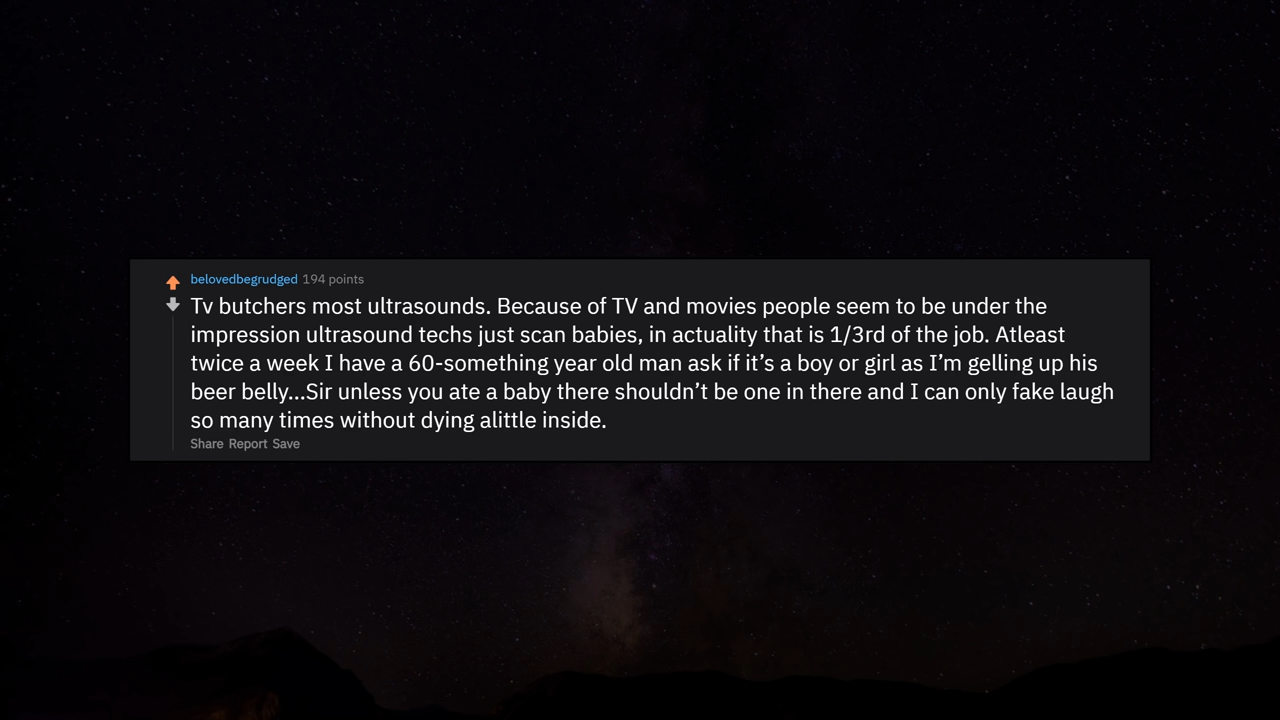 belovedbegrudged 194 points
Tv butchers most ultrasounds. Because of TV and movies people seem to be under the
impression ultrasound techs just scan babies, in actuality that is 1/3rd of the job. Atleast
twice a week I have a 60-something year old man ask if it’s a boy or girl as I’m gelling up his
beer belly...Sir unless you ate a baby there shouldn’t be one in there and I can only fake laugh
so many times without dying alittle inside.
Share Report Save